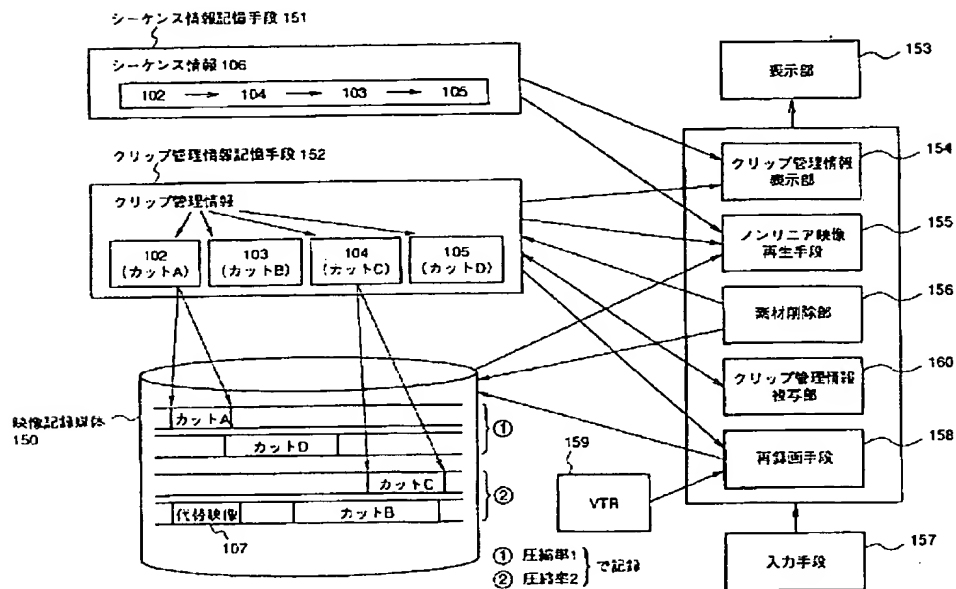 シーケンス情報記憶手段 151
シーケンス情報 106
102 → 104 → 103 → 105
クリップ管理情報記憶手段 152
クリップ管理情報
102
(カットA)
103
(カットB)
104
(カットC)
105
(カットD)
映像記録媒体
150
カットA
カットD
①
カットC
代替映像
カットB
②
107
① 圧縮率1
② 圧縮率2
で記録
159
VTR
表示部
153
クリップ管理情報
表示部
154
ノンリニア映像
再生手段
155
素材削除部
156
クリップ管理情報
複写部
160
再録画手段
158
入力手段
157